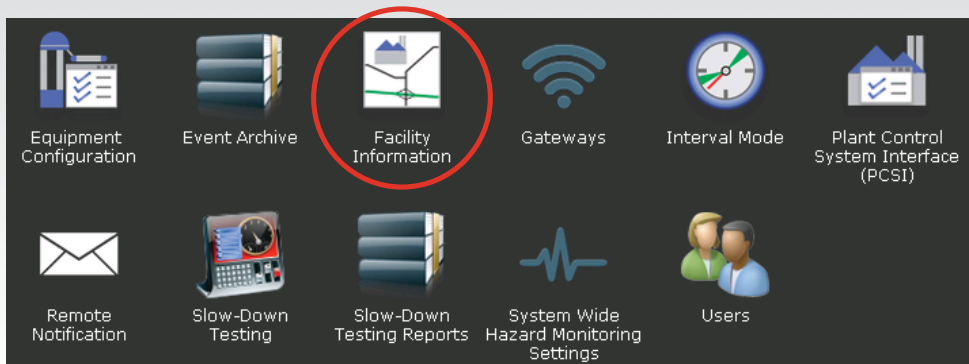 Equipment
Configuration
Event Archive
Facility
Information
Gateways
Interval Mode
Plant Control
System Interface
(PCSI)
Remote
Notification
Slow-Down
Testing
Slow-Down
Testing Reports
System Wide
Hazard Monitoring
Settings
Users